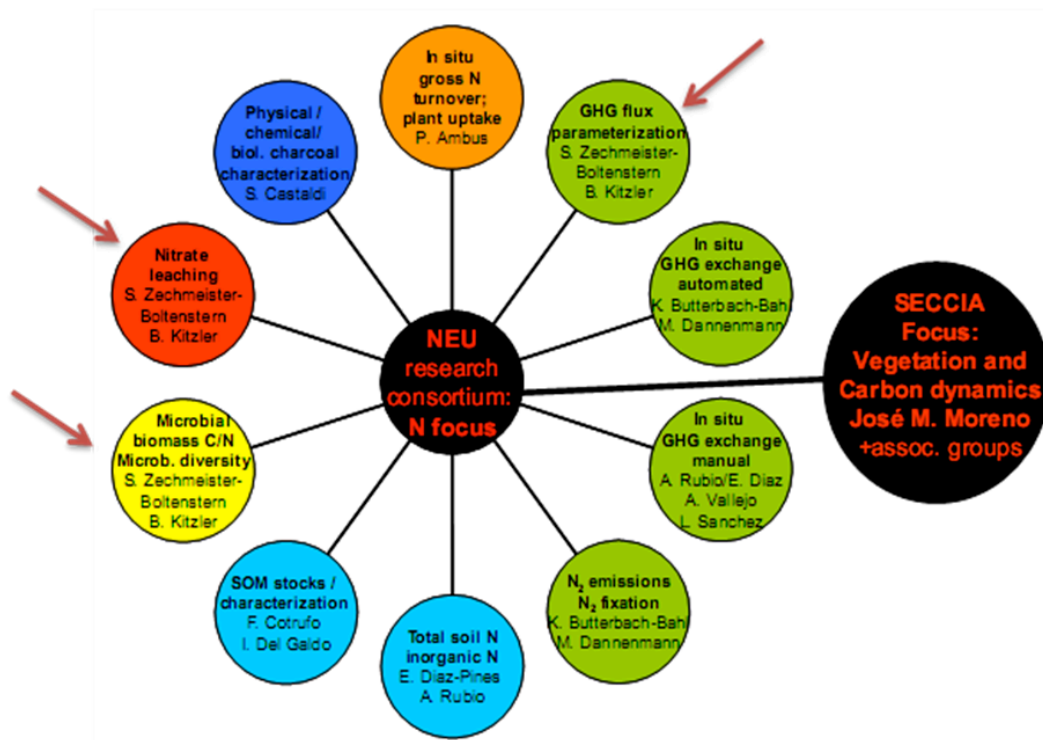 In situ
gross N
turnover;
plant uptake
P. Ambus
GHG flux
parameterization
S. Zechmeister-
Boltenstern
B. Kitzler
Physical /
chemical/
biol. charcoal
characterization
S. Castaldi
In situ
GHG exchange
automated
K. Butterbach-Bah
M. Dannenmann
Nitrate
leaching
S. Zechmeister-
Boltenstern
B. Kitzler
SECCIA
Focus:
Vegetation and
Carbon dynamics
José M. Moreno
+assoc. groups
NEU
research
consortium:
N focus
Microbial
biomass C/N
Microb. diversity
S. Zechmeister-
Boltenstern
B. Kitzler
In situ
GHG exchange
manual
A. Rubio/E. Diaz
A. Vallejo
L. Sanchez
SOM stocks /
characterization
F. Cotrufo
I. Del Galdo
Total soil N
inorganic N
E. Diaz-Pines
A. Rubio
N₂ emissions
N₂ fixation
K. Butterbach-Bah
M. Dannenmann